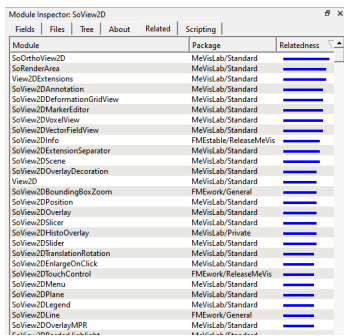 Module Inspector: SoView2D
Fields Files Tree About Related Scripting
Module Package Relatedness
SoOrthoView2D MeVisLab/Standard
SoRenderArea MeVisLab/Standard
View2DExtensions MeVisLab/Standard
SoView2DAnnotation MeVisLab/Standard
SoView2DDeformationGridView MeVisLab/Standard
SoView2DMarkerEditor MeVisLab/Standard
SoView2DVoxelView MeVisLab/Standard
SoView2DVectorFieldView MeVisLab/Standard
SoView2DInfo FMEstable/ReleaseMeVis
SoView2DExtensionSeparator MeVisLab/Standard
SoView2DScene MeVisLab/Standard
SoView2DOverlayDecoration MeVisLab/Standard
View2D MeVisLab/Standard
SoView2DBoundingBoxZoom FMEwork/General
SoView2DPosition MeVisLab/Standard
SoView2DOverlay MeVisLab/Standard
SoView2DSlicer MeVisLab/Standard
SoView2DHistoOverlay MeVisLab/Private
SoView2DSlider MeVisLab/Standard
SoView2DTranslationRotation MeVisLab/Standard
SoView2DEnlargeOnClick MeVisLab/Standard
SoView2DTouchControl FMEwork/ReleaseMeVis
SoView2DMenu MeVisLab/Standard
SoView2DPlane MeVisLab/Standard
SoView2DLegend MeVisLab/Standard
SoView2DLine FMEwork/General
SoView2DOverlayMPR MeVisLab/Standard